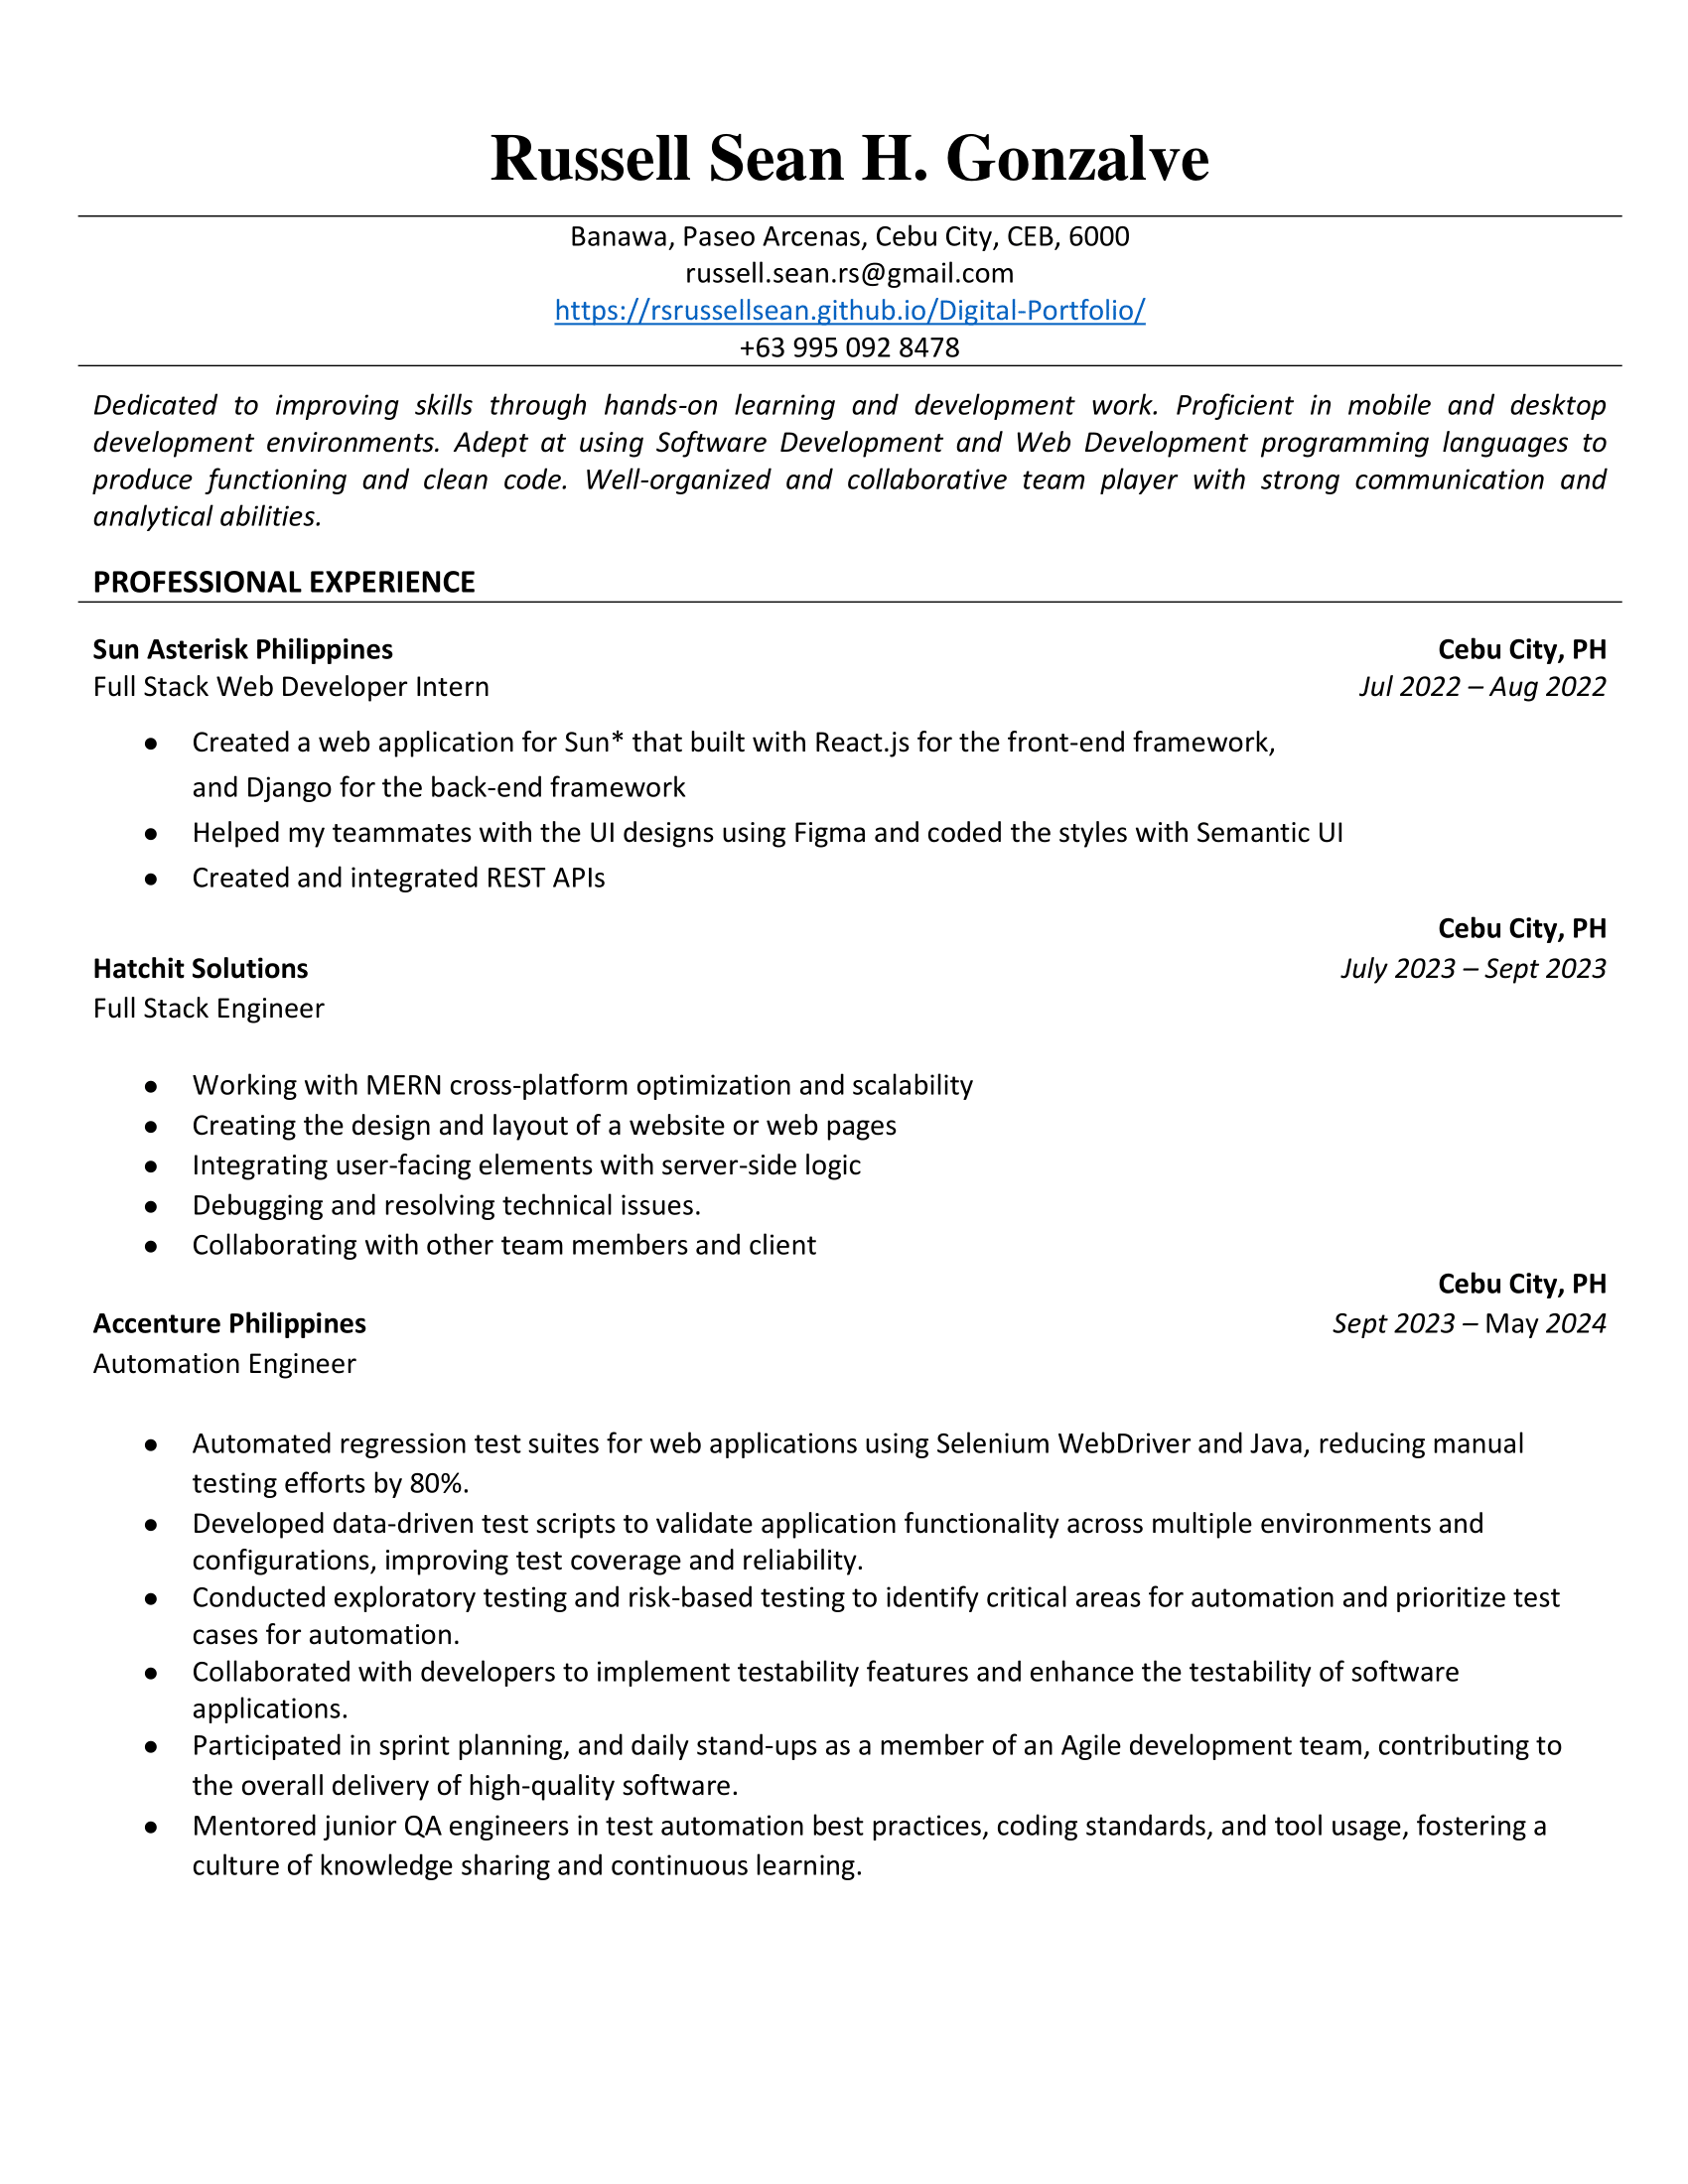 Russell Sean H. Gonzalve
Banawa, Paseo Arcenas, Cebu City, CEB, 6000
russell.sean.rs@gmail.com
https://rsrussellsean.github.io/Digital-Portfolio/
+63 995 092 8478
Dedicated to improving skills through hands-on learning and development work. Proficient in mobile and desktop
development environments. Adept at using Software Development and Web Development programming languages to
produce functioning and clean code. Well-organized and collaborative team player with strong communication and
analytical abilities.
PROFESSIONAL EXPERIENCE
Sun Asterisk Philippines Cebu City, PH
Full Stack Web Developer Intern Jul 2022 – Aug 2022
● Created a web application for Sun* that built with React.js for the front-end framework,
and Django for the back-end framework
● Helped my teammates with the UI designs using Figma and coded the styles with Semantic UI
● Created and integrated REST APIs
Cebu City, PH
Hatchit Solutions July 2023 – Sept 2023
Full Stack Engineer
● Working with MERN cross-platform optimization and scalability
● Creating the design and layout of a website or web pages
● Integrating user-facing elements with server-side logic
● Debugging and resolving technical issues.
● Collaborating with other team members and client
Cebu City, PH
Accenture Philippines Sept 2023 – May 2024
Automation Engineer
● Automated regression test suites for web applications using Selenium WebDriver and Java, reducing manual
testing efforts by 80%.
● Developed data-driven test scripts to validate application functionality across multiple environments and
configurations, improving test coverage and reliability.
● Conducted exploratory testing and risk-based testing to identify critical areas for automation and prioritize test
cases for automation.
● Collaborated with developers to implement testability features and enhance the testability of software
applications.
● Participated in sprint planning, and daily stand-ups as a member of an Agile development team, contributing to
the overall delivery of high-quality software.
● Mentored junior QA engineers in test automation best practices, coding standards, and tool usage, fostering a
culture of knowledge sharing and continuous learning.